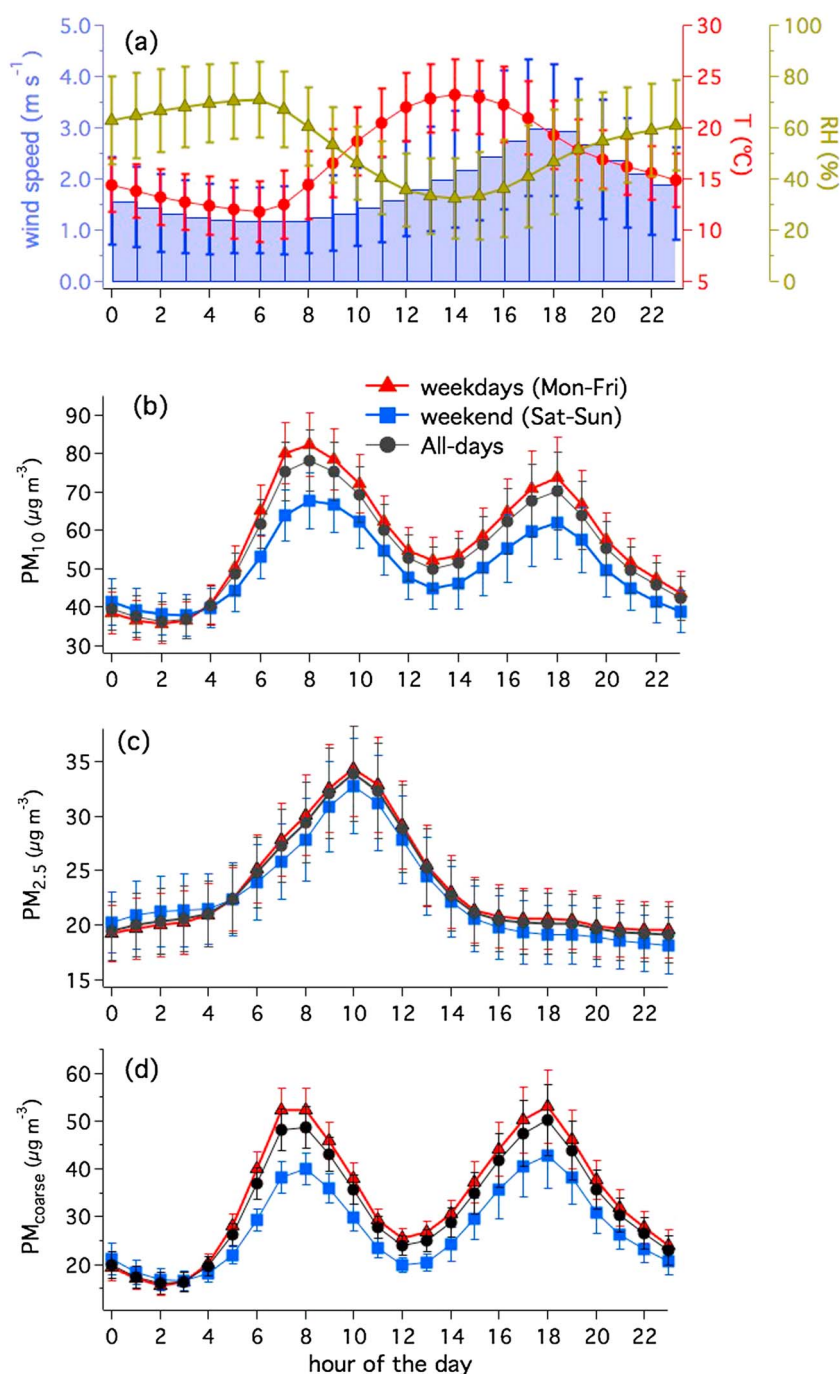 (a)
wind speed (m s⁻¹)
5.0
4.0
3.0
2.0
1.0
0.0
30
25
20
15
10
5
T (°C)
100
80
60
40
20
0
RH (%)
0 2 4 6 8 10 12 14 16 18 20 22
(b)
weekdays (Mon-Fri)
weekend (Sat-Sun)
All-days
PM₁₀ (µg m⁻³)
90
80
70
60
50
40
30
0 2 4 6 8 10 12 14 16 18 20 22
(c)
PM₂.₅ (µg m⁻³)
35
30
25
20
15
0 2 4 6 8 10 12 14 16 18 20 22
(d)
PMcoarse (µg m⁻³)
60
50
40
30
20
0 2 4 6 8 10 12 14 16 18 20 22
hour of the day